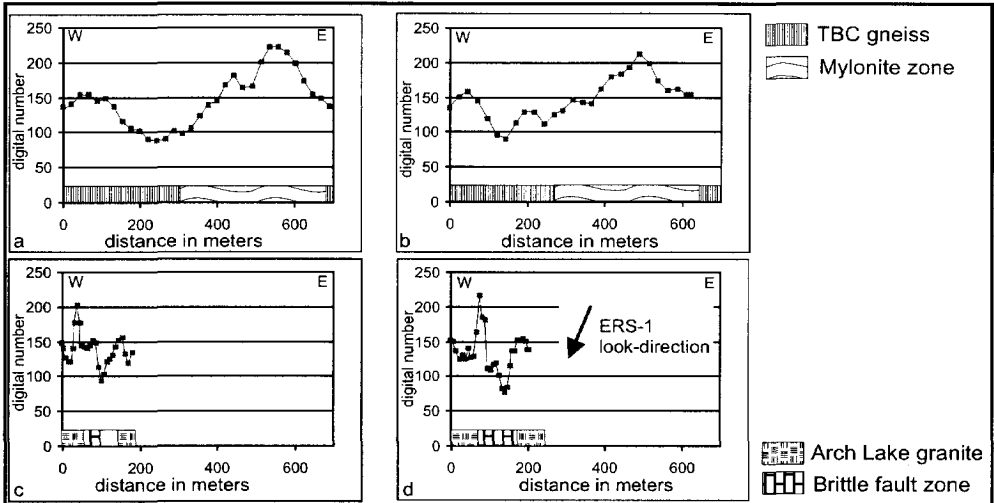 W E
250
200
150
100
50
0
digital number
0 200 400 600
distance in meters
a
W E
250
200
150
100
50
0
digital number
0 200 400 600
distance in meters
b
TBC gneiss
Mylonite zone
W E
250
200
150
100
50
0
digital number
0 200 400 600
distance in meters
c
W E
250
200
150
100
50
0
digital number
ERS-1
look-direction
0 200 400 600
distance in meters
d
Arch Lake granite
Brittle fault zone